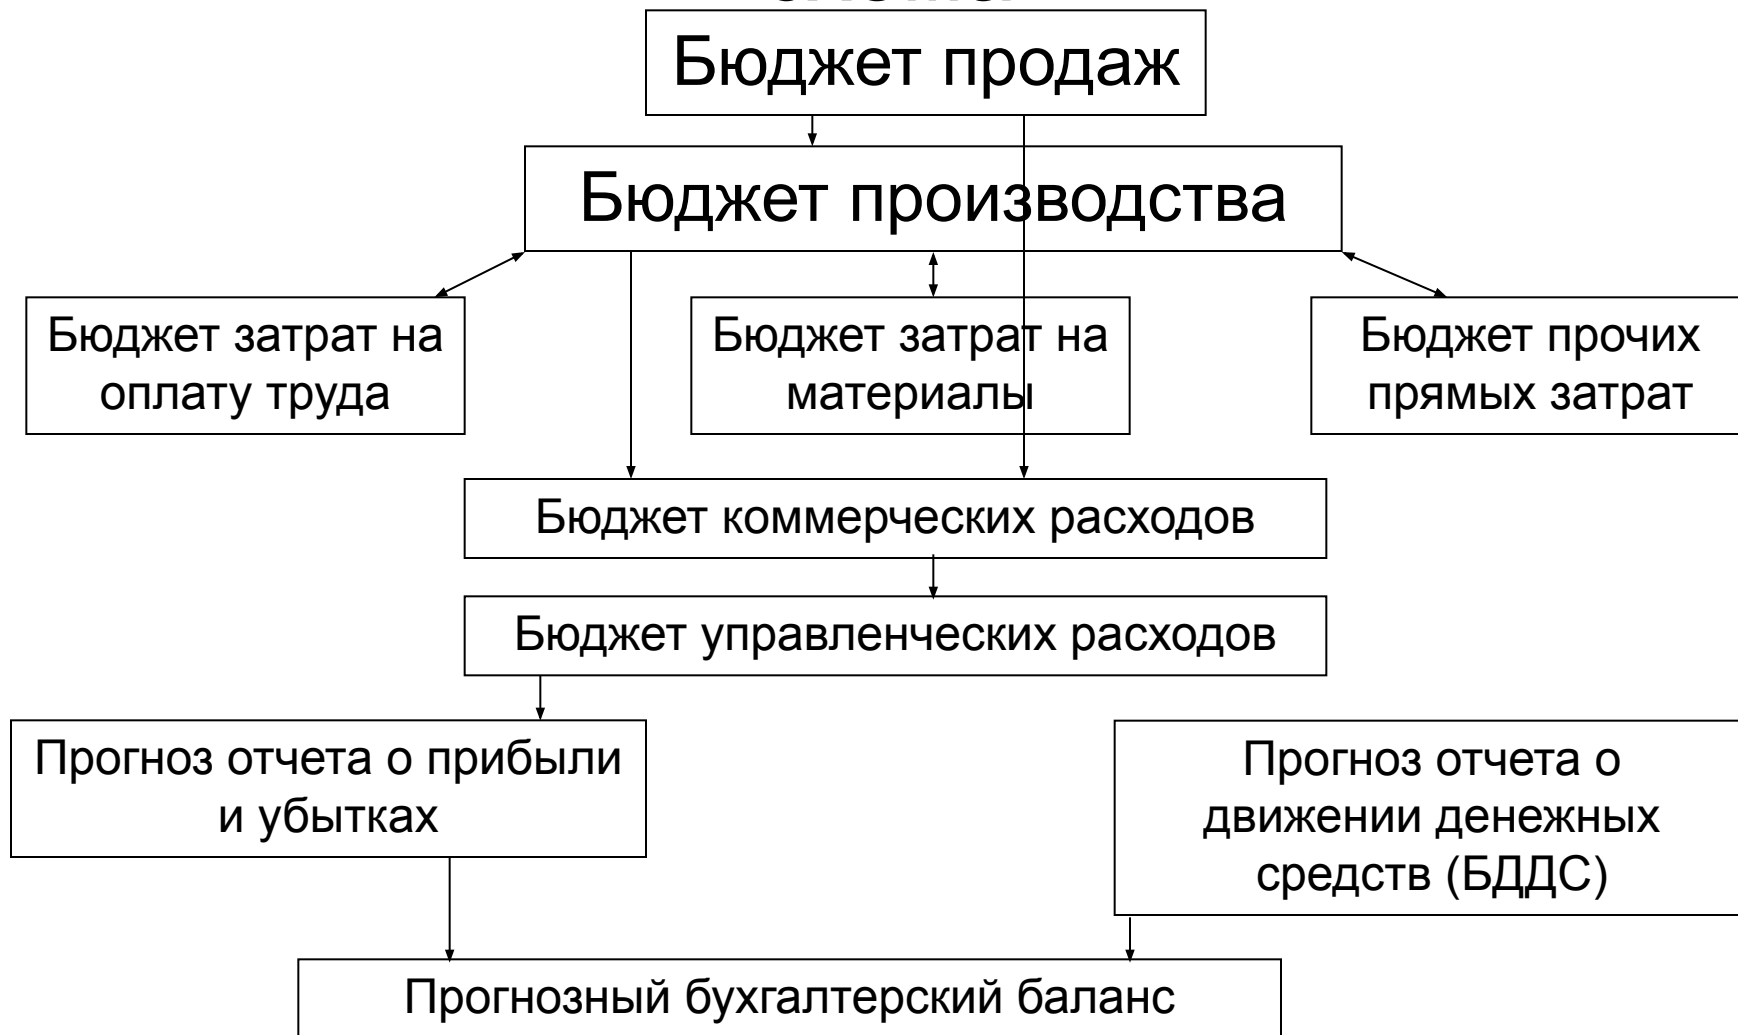 Бюджет продаж
Бюджет производства
Бюджет затрат на
оплату труда
Бюджет затрат на
материалы
Бюджет прочих
прямых затрат
Бюджет коммерческих расходов
Бюджет управленческих расходов
Прогноз отчета о прибыли
и убытках
Прогноз отчета о
движении денежных
средств (БДДС)
Прогнозный бухгалтерский баланс